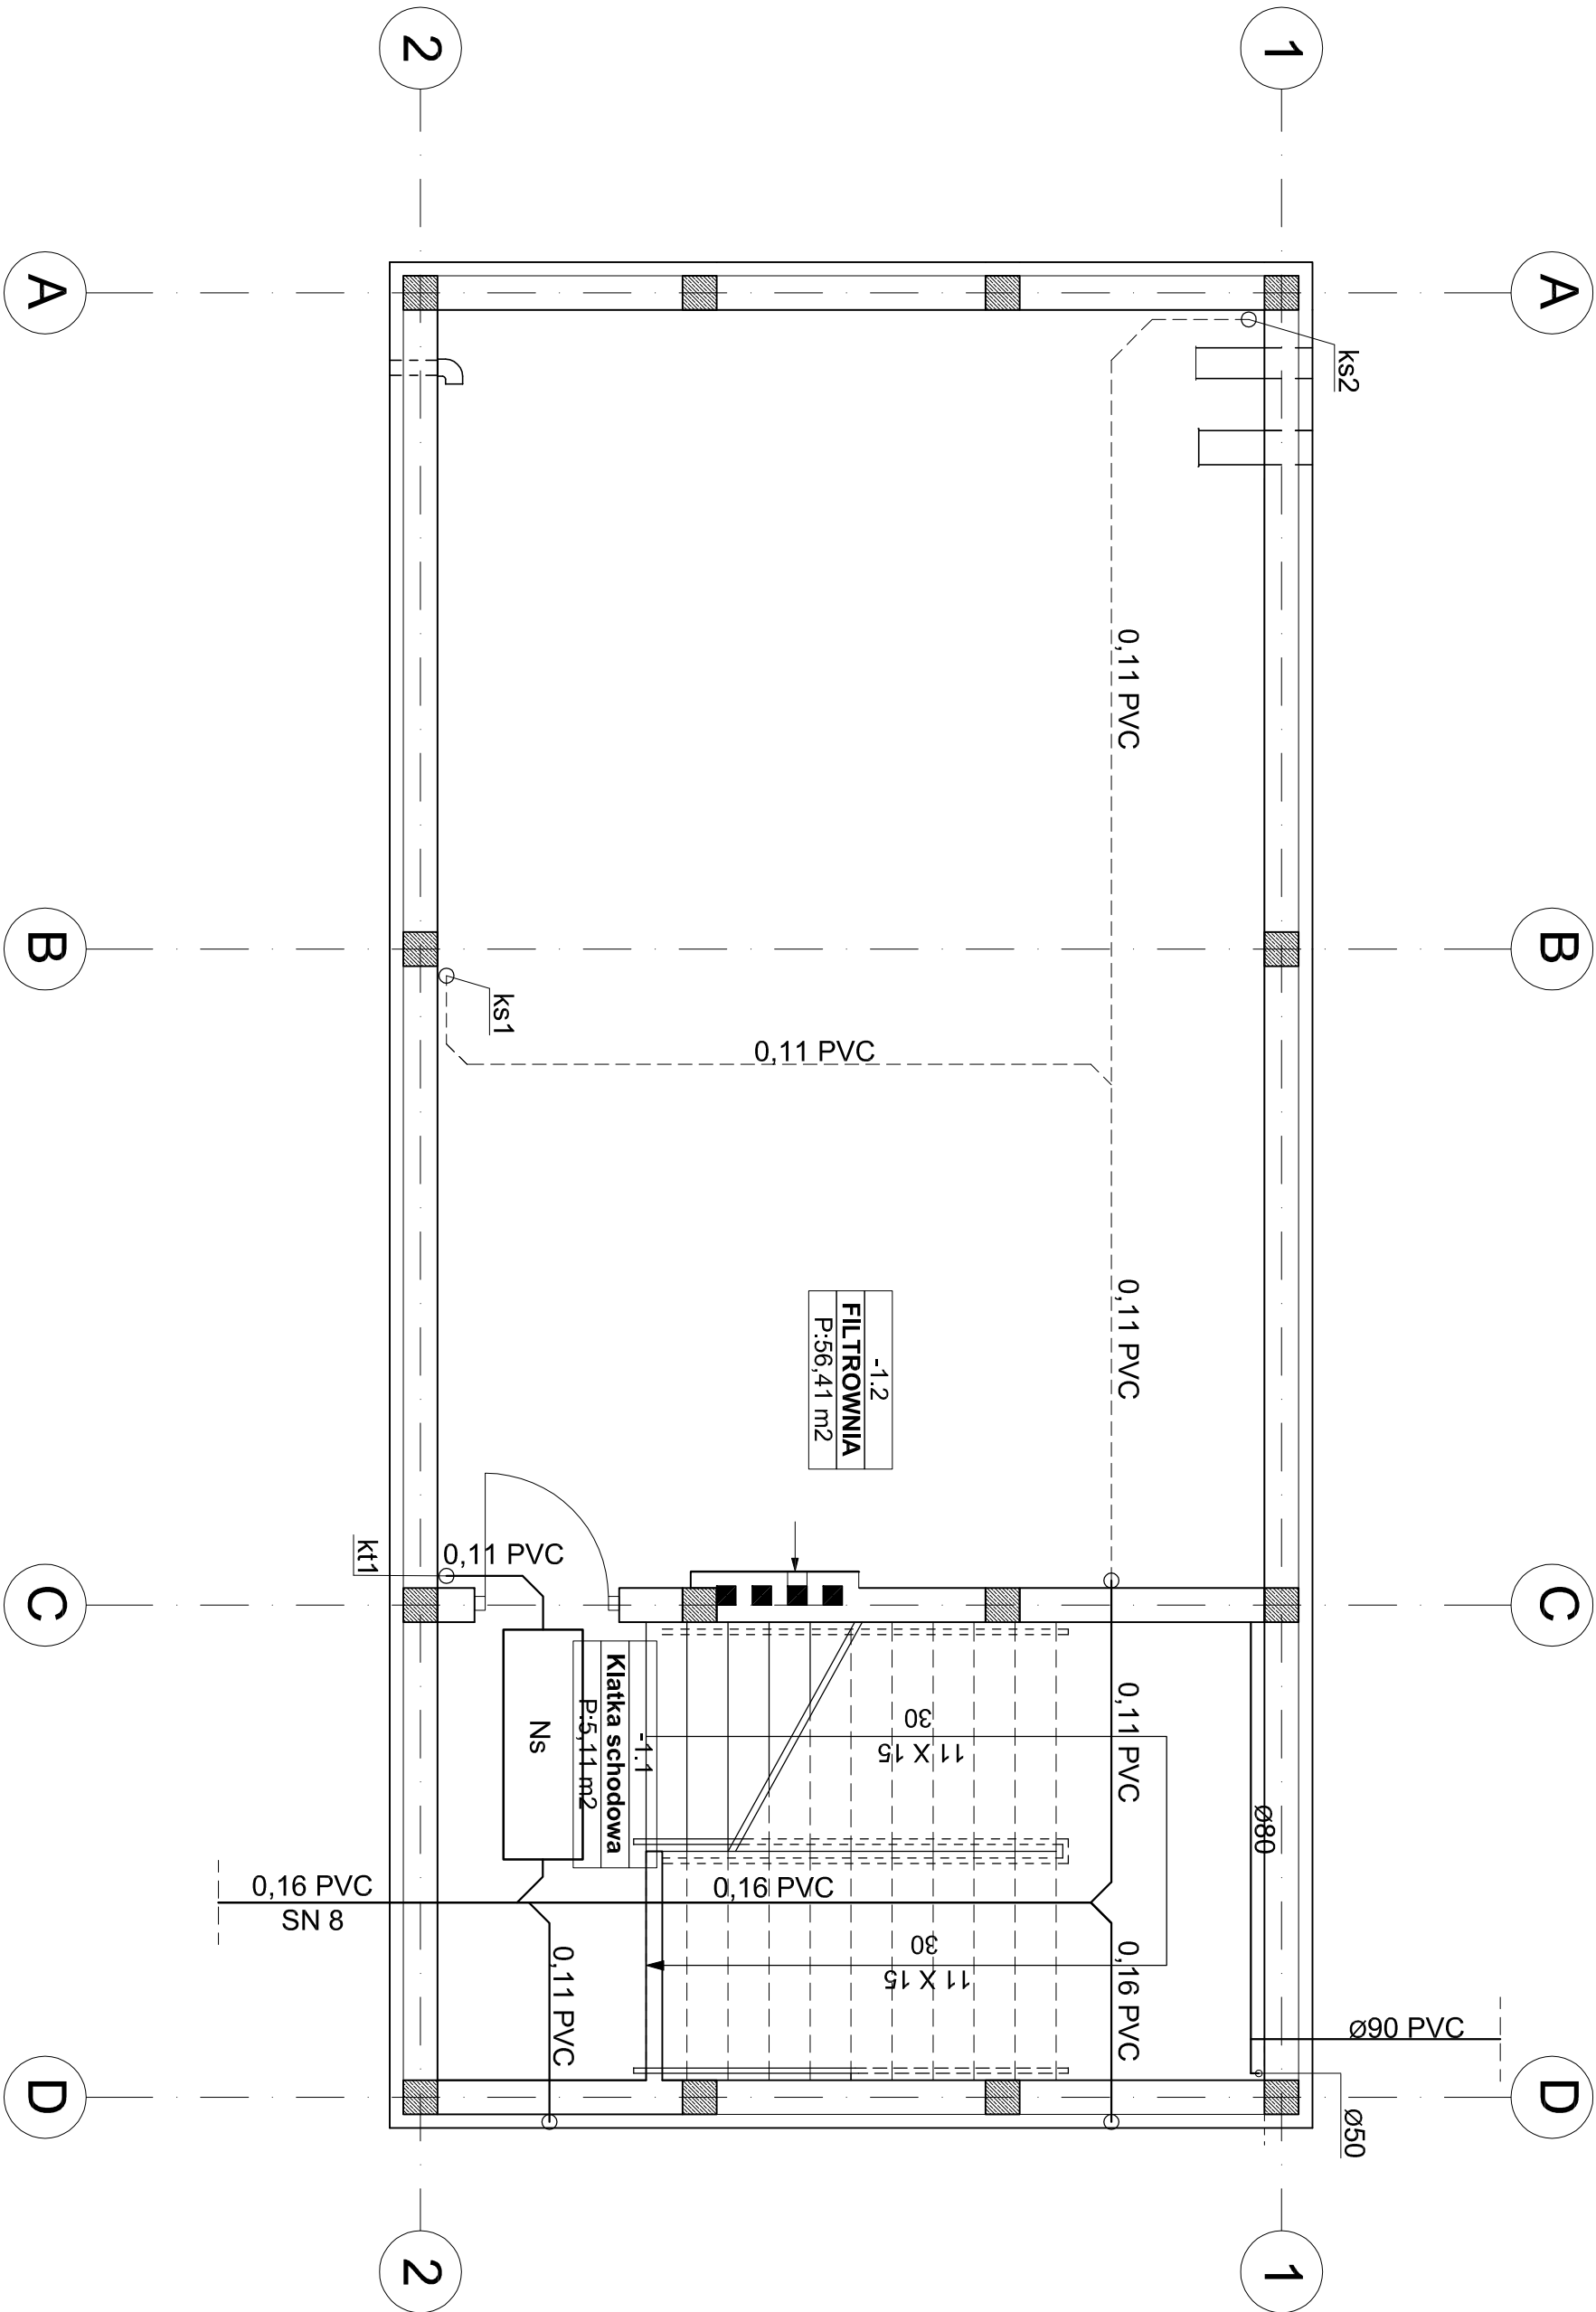 2
1
A
A
ks2
0,11 PVC
B
B
ks1
0,11 PVC
0,11 PVC
-1.2
FILTROWNIA
P:56,41 m2
kt1
0,11 PVC
C
C
0,11 PVC
-1.1
Klatka schodowa
P:5,11 m2
Ns
30
11 X 15
Ø80
0,16 PVC
SN 8
0,16 PVC
0,11 PVC
30
11 X 15
0,16 PVC
Ø90 PVC
D
D
Ø50
2
1